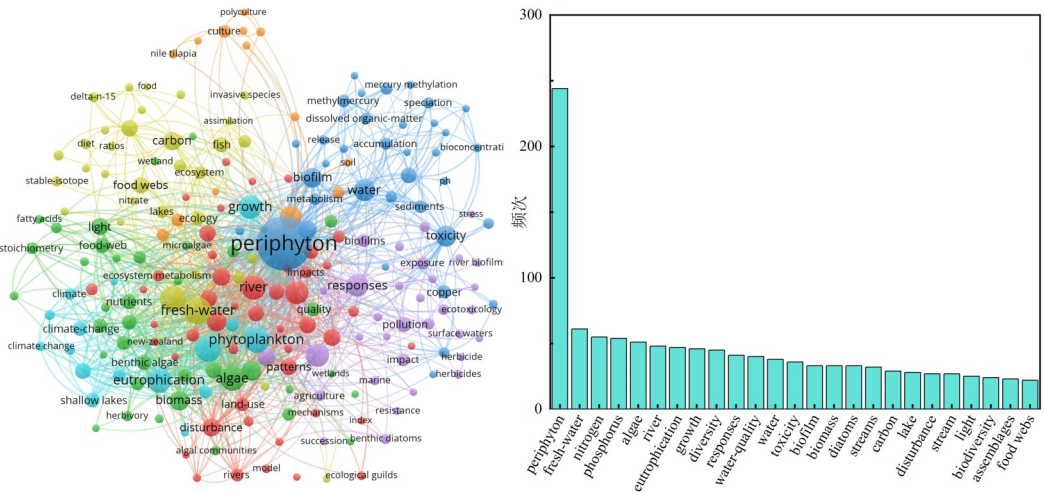 polyculture
culture
nile tilapia
food
delta-n-15
invasive species
mercury methylation
methylmercury
speciation
assimilation
dissolved organic-matter
diet
ratios
carbon
fish
release
accumulation
bioconcentrati
wetland
soil
stable-isotope
food webs
ecosystem
biofilm
ph
water
nitrate
metabolism
lakes
growth
sediments
fatty acids
ecology
stress
light
stoichiometry
food-web
microalgae
periphyton
biofilms
toxicity
ecosystem metabolism
impacts
exposure
river biofilm
climate
nutrients
river
responses
copper
fresh-water
quality
ecotoxicology
climate-change
pollution
surface waters
climate change
new-zealand
phytoplankton
benthic algae
patterns
impact
herbicide
eutrophication
algae
wetlands
marine
herbicides
shallow lakes
biomass
land-use
agriculture
herbivory
mechanisms
index
resistance
disturbance
succession
benthic diatoms
algal communities
rivers
model
ecological guilds
300
200
100
0
频次
periphyton
fresh-water
nitrogen
phosphorus
algae
river
eutrophication
growth
diversity
responses
water-quality
water
toxicity
biofilm
biomass
diatoms
streams
carbon
lake
disturbance
stream
light
biodiversity
assemblages
food webs